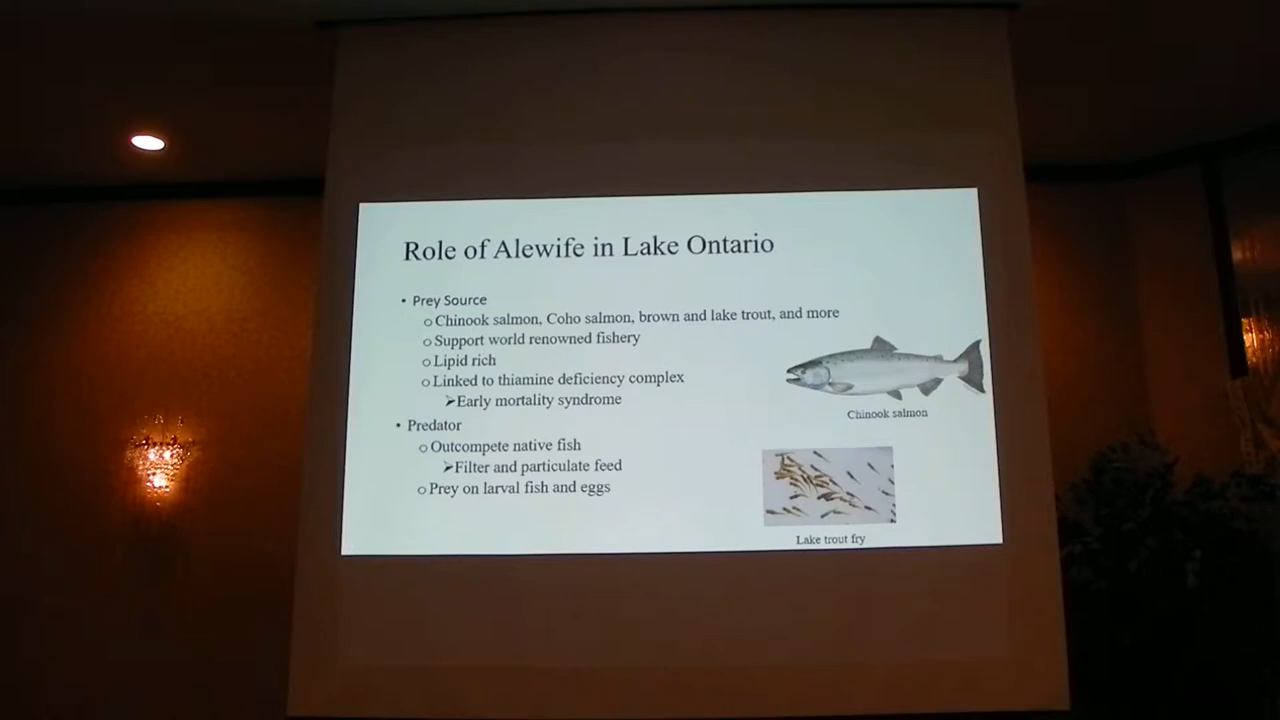 Role of Alewife in Lake Ontario
• Prey Source
o Chinook salmon, Coho salmon, brown and lake trout, and more
o Support world renowned fishery
o Lipid rich
o Linked to thiamine deficiency complex
➢Early mortality syndrome
• Predator
o Outcompete native fish
➢Filter and particulate feed
o Prey on larval fish and eggs
Chinook salmon
Lake trout fry